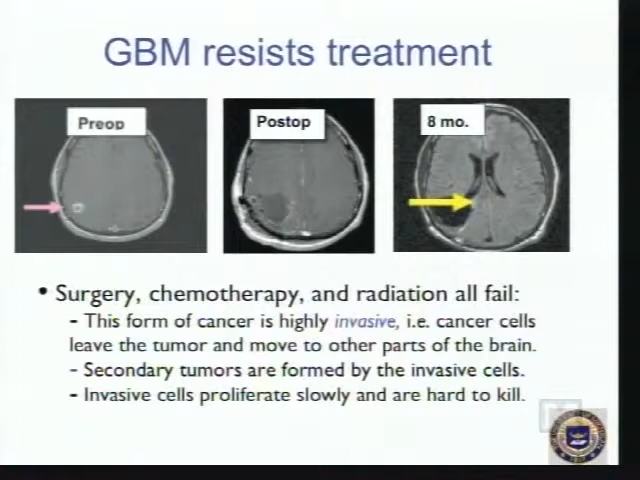 GBM resists treatment
Preop
Postop
8 mo.
• Surgery, chemotherapy, and radiation all fail:
- This form of cancer is highly invasive, i.e. cancer cells
leave the tumor and move to other parts of the brain.
- Secondary tumors are formed by the invasive cells.
- Invasive cells proliferate slowly and are hard to kill.